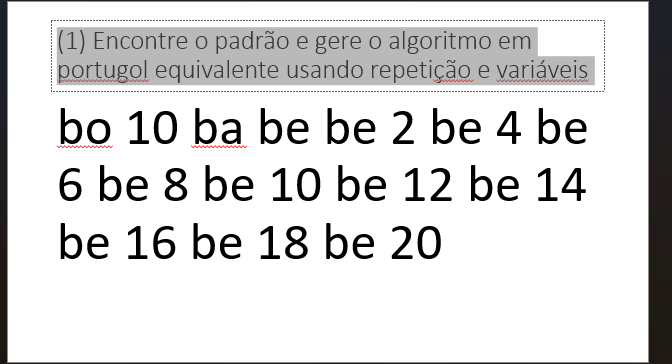 (1) Encontre o padrão e gere o algoritmo em
portugol equivalente usando repetição e variáveis
bo 10 ba be be 2 be 4 be
6 be 8 be 10 be 12 be 14
be 16 be 18 be 20